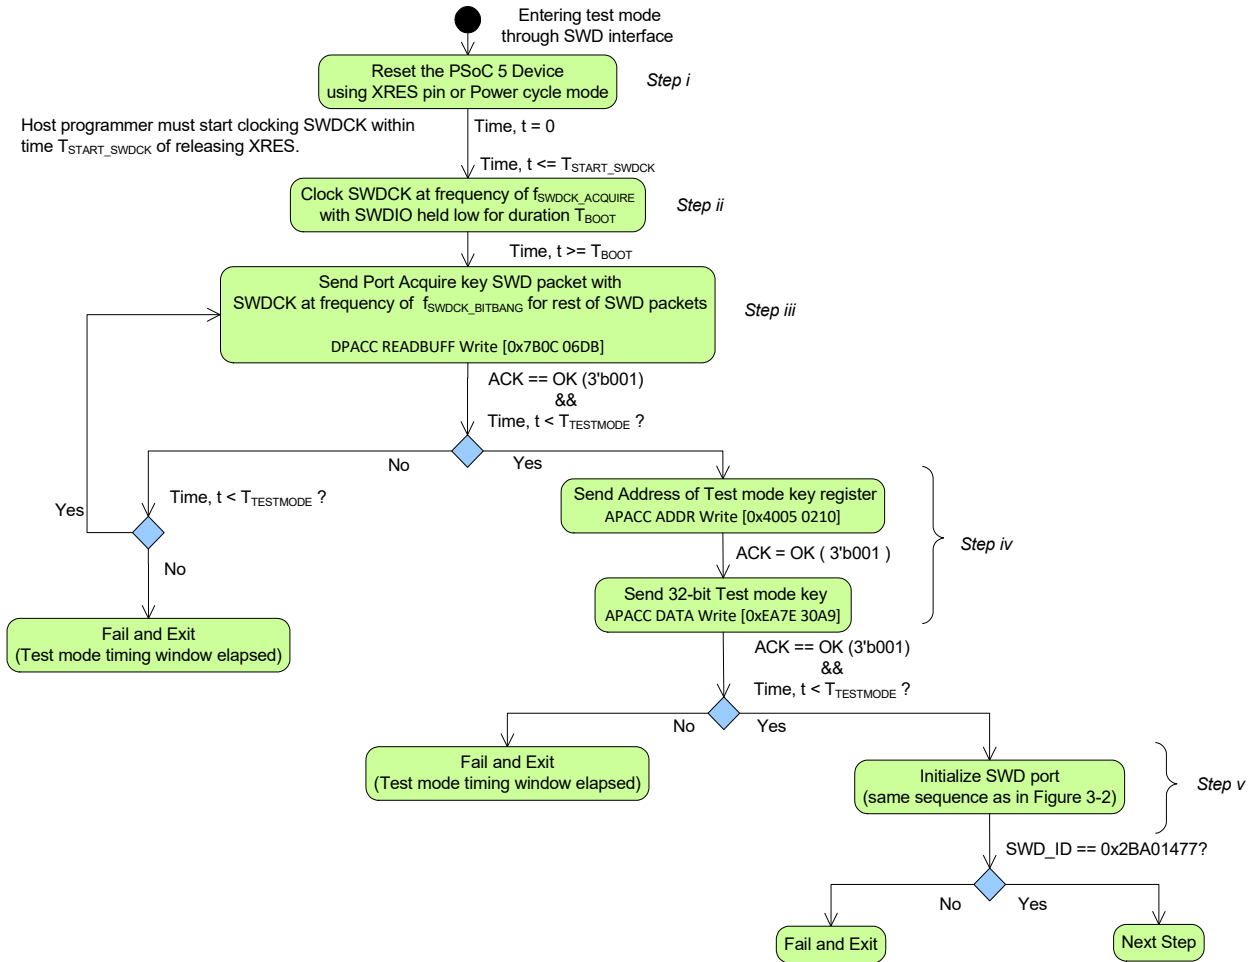 Entering test mode
through SWD interface
Reset the PSoC 5 Device
using XRES pin or Power cycle mode
Step i
Host programmer must start clocking SWDCK within
time TSTART_SWDCK of releasing XRES.
Time, t = 0
Time, t <= TSTART_SWDCK
Clock SWDCK at frequency of fSWDCK_ACQUIRE
with SWDIO held low for duration TBOOT
Step ii
Time, t >= TBOOT
Send Port Acquire key SWD packet with
SWDCK at frequency of fSWDCK_BITBANG for rest of SWD packets
DPACC READBUFF Write [0x7B0C 06DB]
Step iii
ACK == OK (3'b001)
&&
Time, t < TTESTMODE ?
No
Yes
Time, t < TTESTMODE ?
Yes
No
Fail and Exit
(Test mode timing window elapsed)
Send Address of Test mode key register
APACC ADDR Write [0x4005 0210]
ACK = OK ( 3'b001 )
Step iv
Send 32-bit Test mode key
APACC DATA Write [0xEA7E 30A9]
ACK == OK (3'b001)
&&
Time, t < TTESTMODE ?
No
Yes
Fail and Exit
(Test mode timing window elapsed)
Initialize SWD port
(same sequence as in Figure 3-2)
Step v
SWD_ID == 0x2BA01477?
No
Yes
Fail and Exit
Next Step